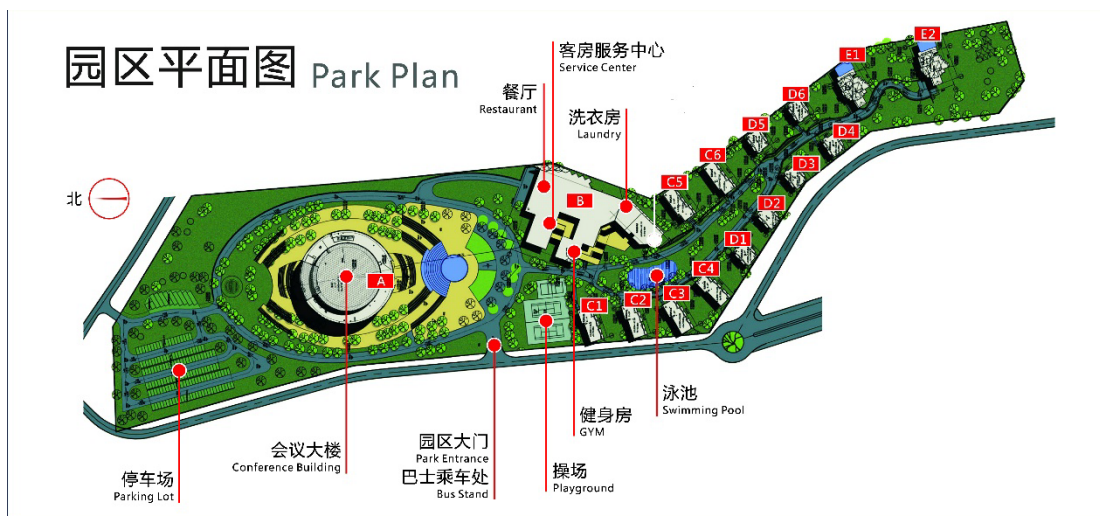 园区平面图 Park Plan
客房服务中心
Service Center
餐厅
Restaurant
洗衣房
Laundry
北
E2
E1
D6
D5
D4
C6
D3
C5
B
D2
D1
A
C4
C1
C2
C3
停车场
Parking Lot
会议大楼
Conference Building
园区大门
Park Entrance
巴士乘车处
Bus Stand
操场
Playground
健身房
GYM
泳池
Swimming Pool